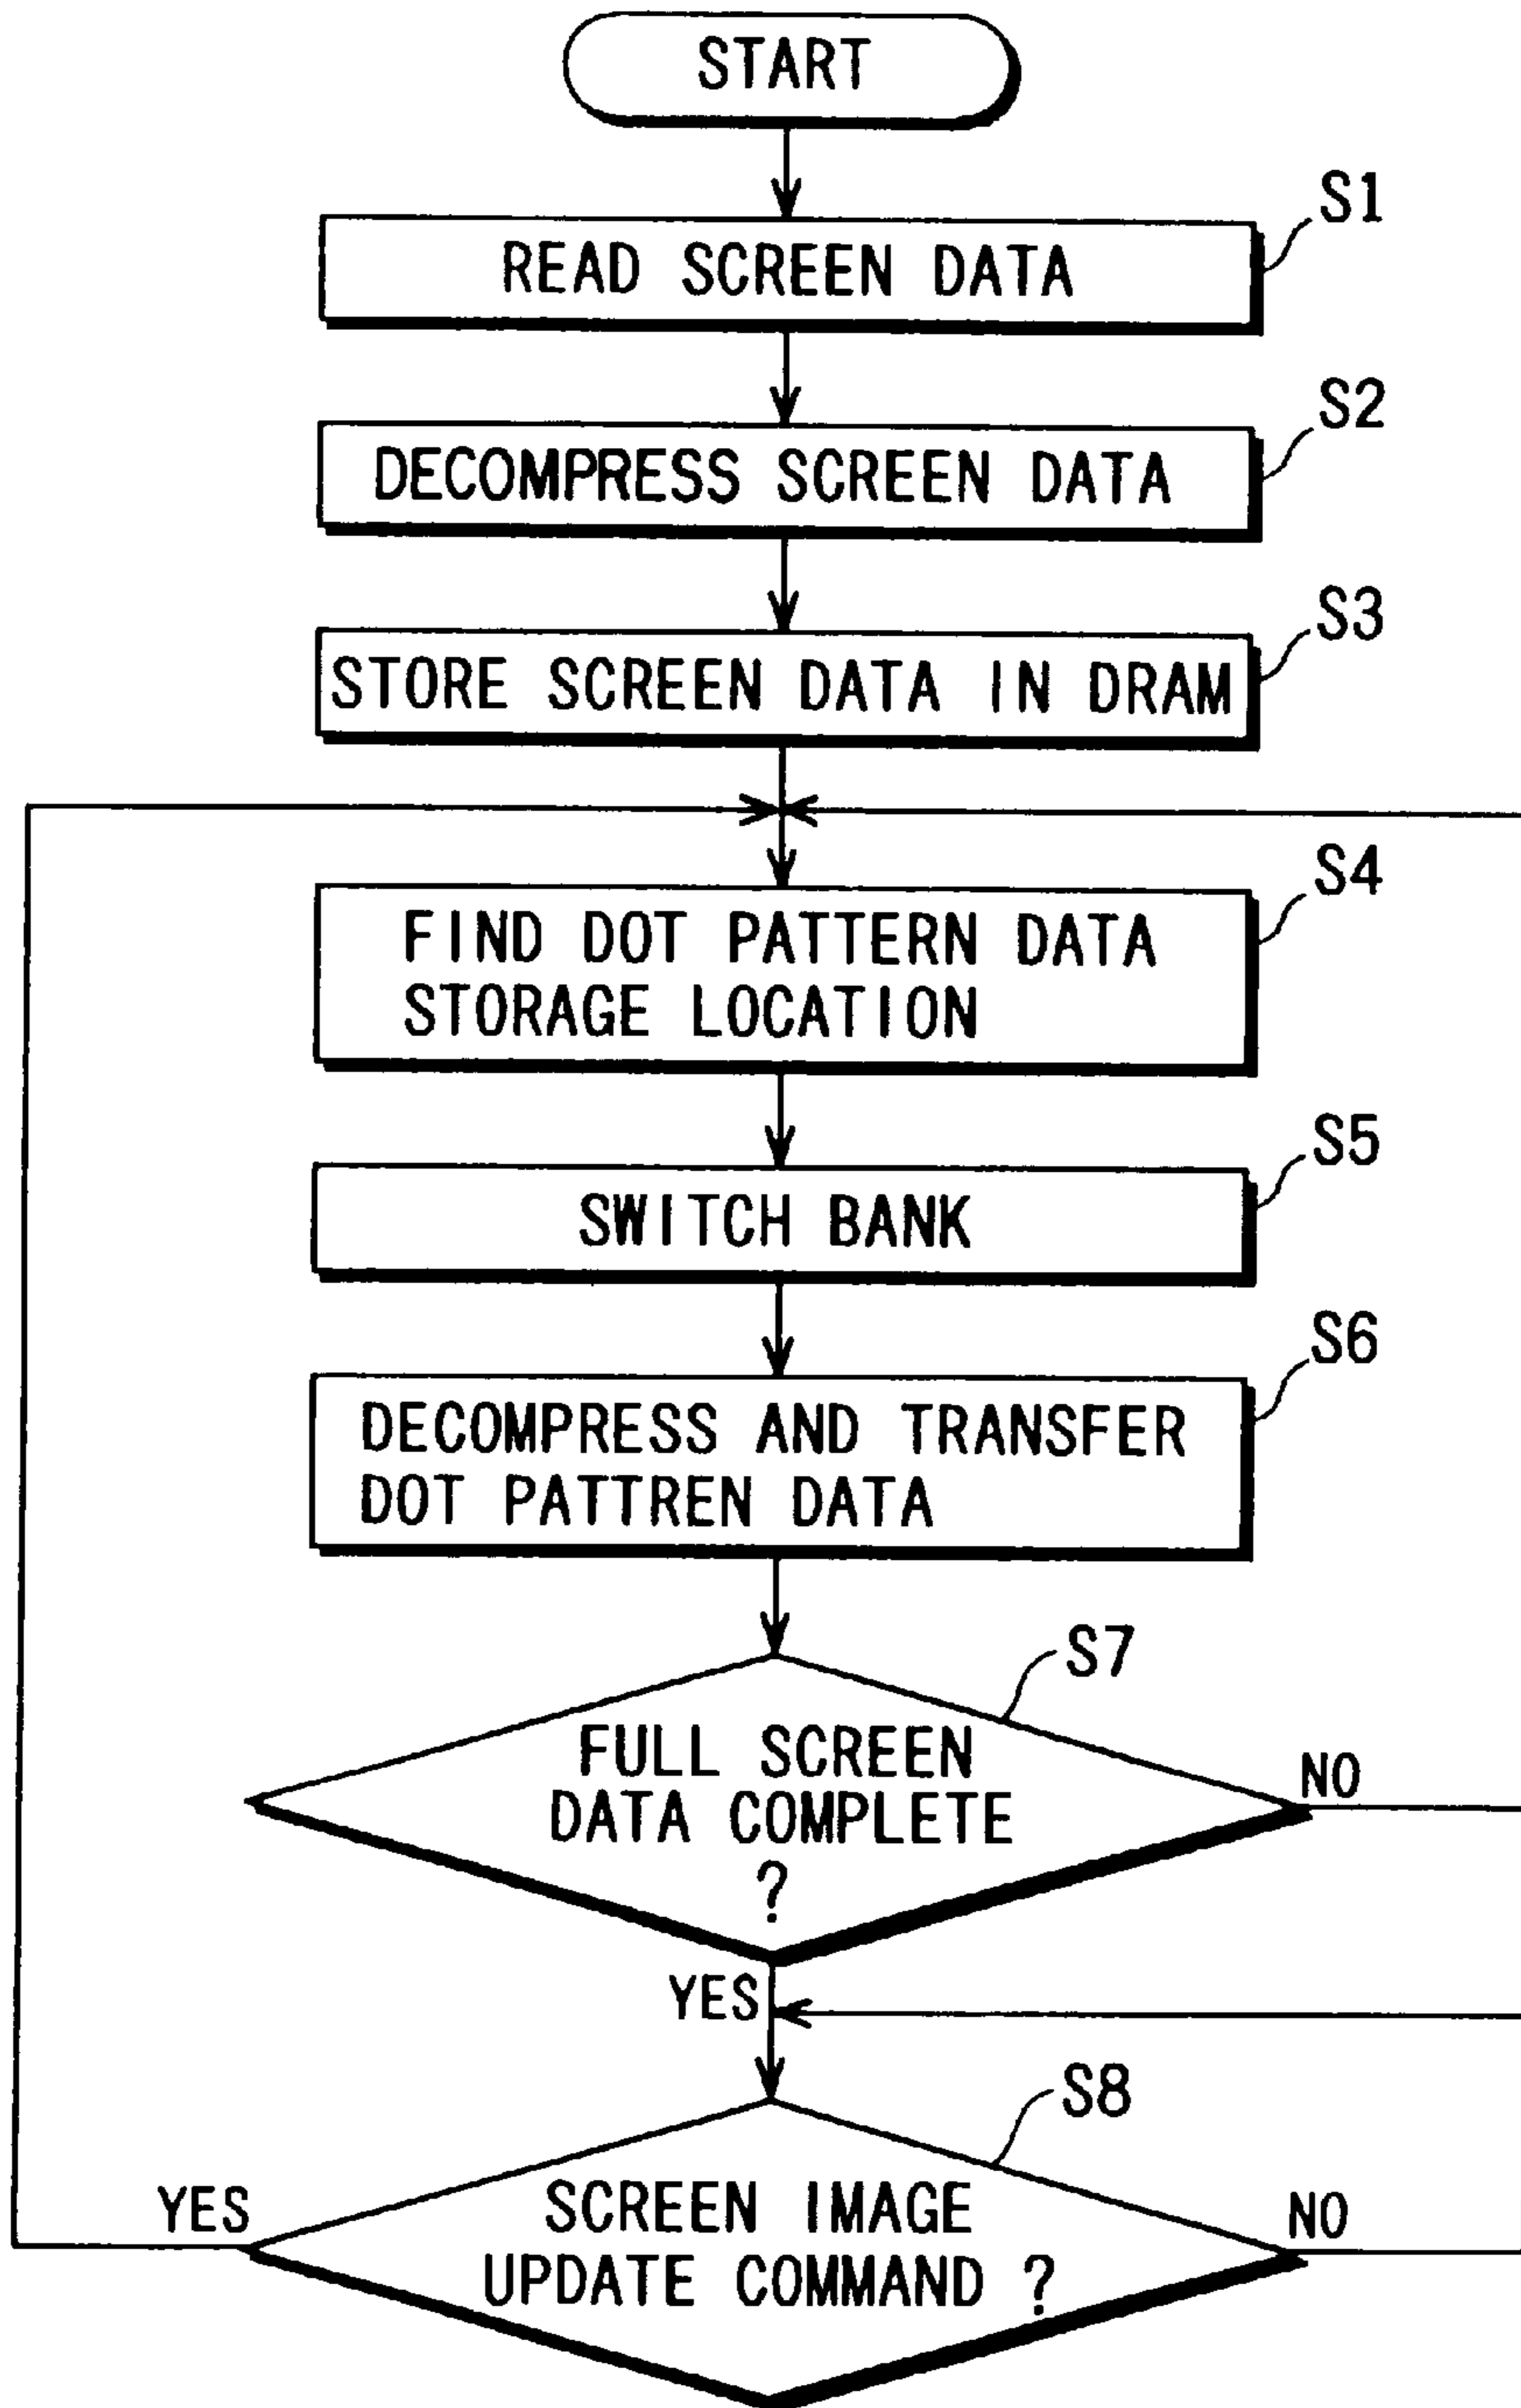 START
S1
READ SCREEN DATA
S2
DECOMPRESS SCREEN DATA
S3
STORE SCREEN DATA IN DRAM
S4
FIND DOT PATTERN DATA
STORAGE LOCATION
S5
SWITCH BANK
S6
DECOMPRESS AND TRANSFER
DOT PATTREN DATA
S7
FULL SCREEN
DATA COMPLETE
?
NO
YES
S8
SCREEN IMAGE
UPDATE COMMAND ?
YES
NO